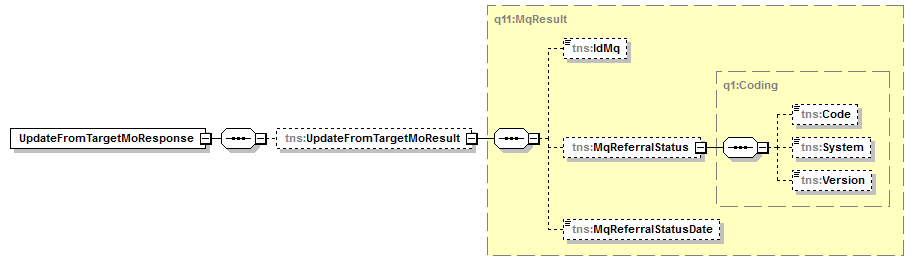 q11:MqResult
tns:IdMq
q1:Coding
tns:Code
UpdateFromTargetMoResponse
tns:UpdateFromTargetMoResult
tns:MqReferralStatus
tns:System
tns:Version
tns:MqReferralStatusDate